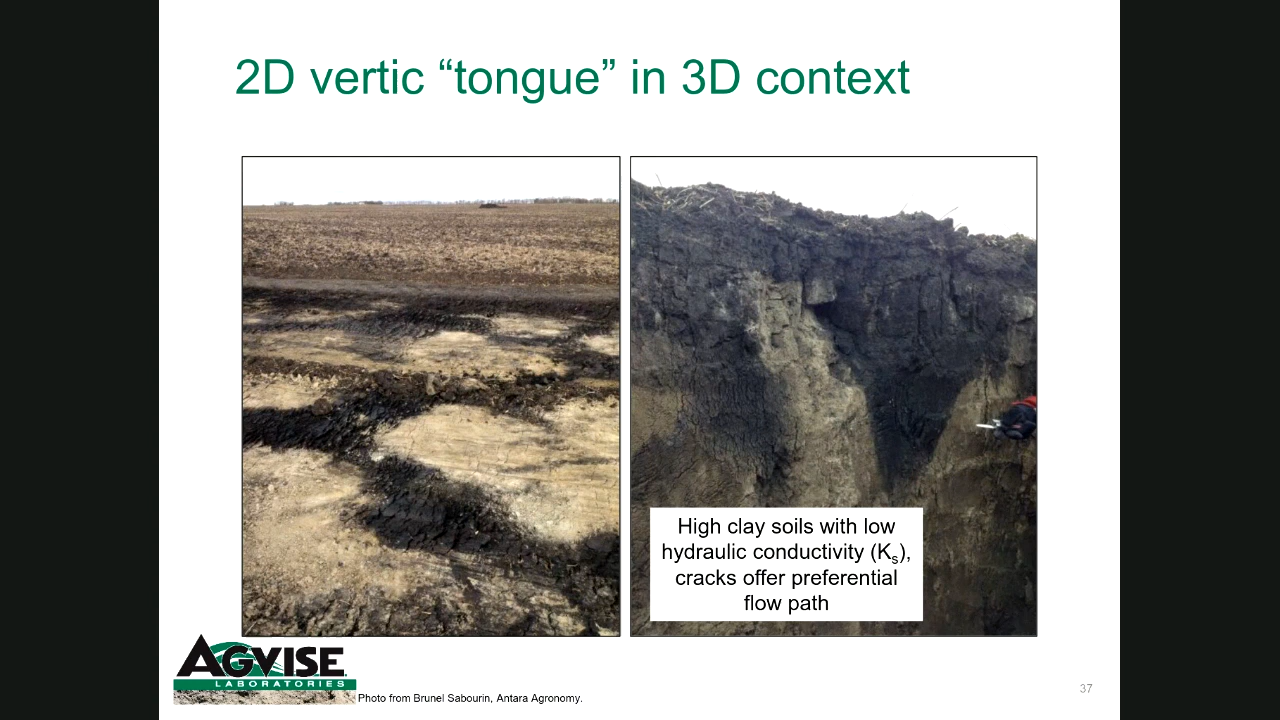 2D vertic “tongue” in 3D context
High clay soils with low
hydraulic conductivity (Ks),
cracks offer preferential
flow path
AGVISE
LABORATORIES
Photo from Brunel Sabourin, Antara Agronomy.
37